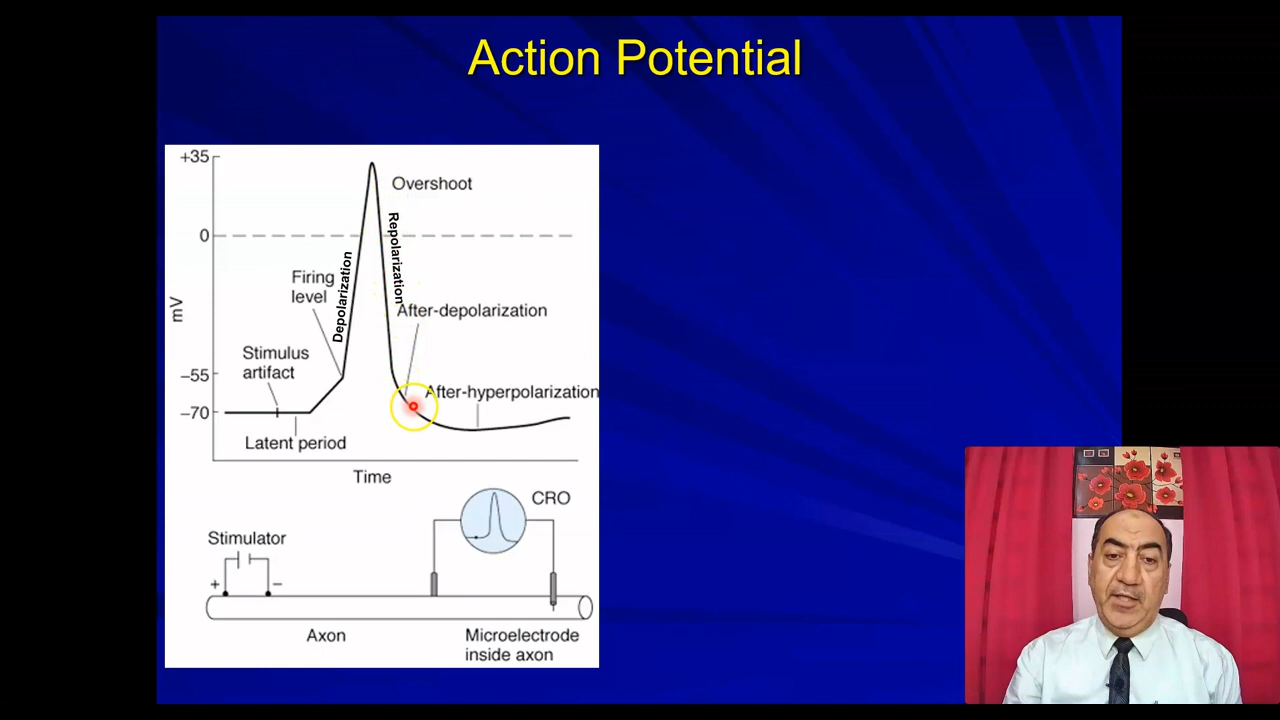 Action Potential
+35
Overshoot
Repolarization
0
Firing
level
Depolarization
mV
After-depolarization
Stimulus
artifact
−55
After-hyperpolarization
−70
Latent period
Time
CRO
Stimulator
+
−
Axon
Microelectrode
inside axon